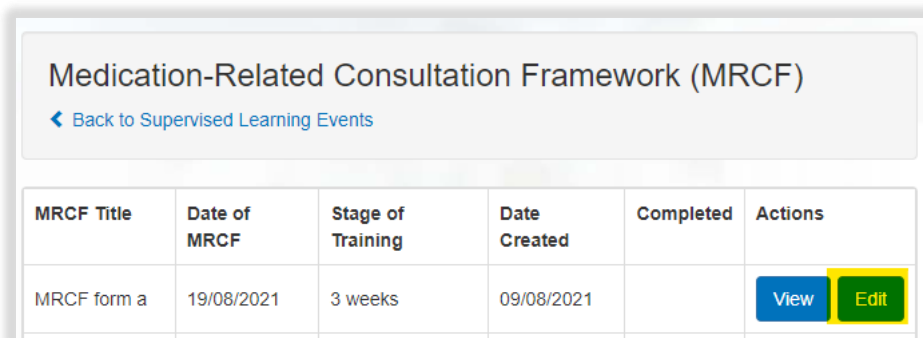 Medication-Related Consultation Framework (MRCF)
Back to Supervised Learning Events
MRCF Title Date of MRCF Stage of Training Date Created Completed Actions
MRCF form a 19/08/2021 3 weeks 09/08/2021 View Edit